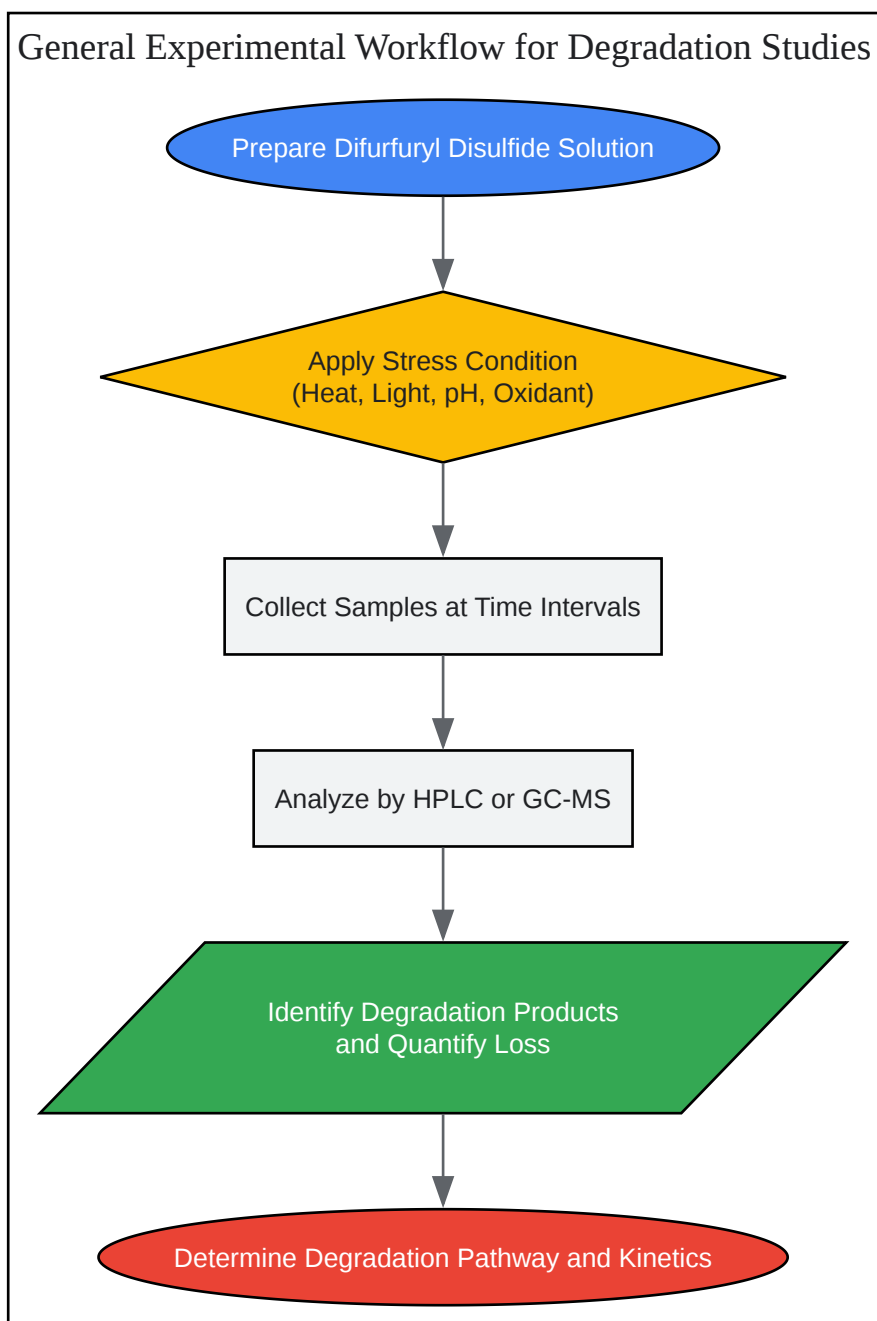 General Experimental Workflow for Degradation Studies
Prepare Difurfuryl Disulfide Solution
Apply Stress Condition
(Heat, Light, pH, Oxidant)
Collect Samples at Time Intervals
Analyze by HPLC or GC-MS
Identify Degradation Products
and Quantify Loss
Determine Degradation Pathway and Kinetics